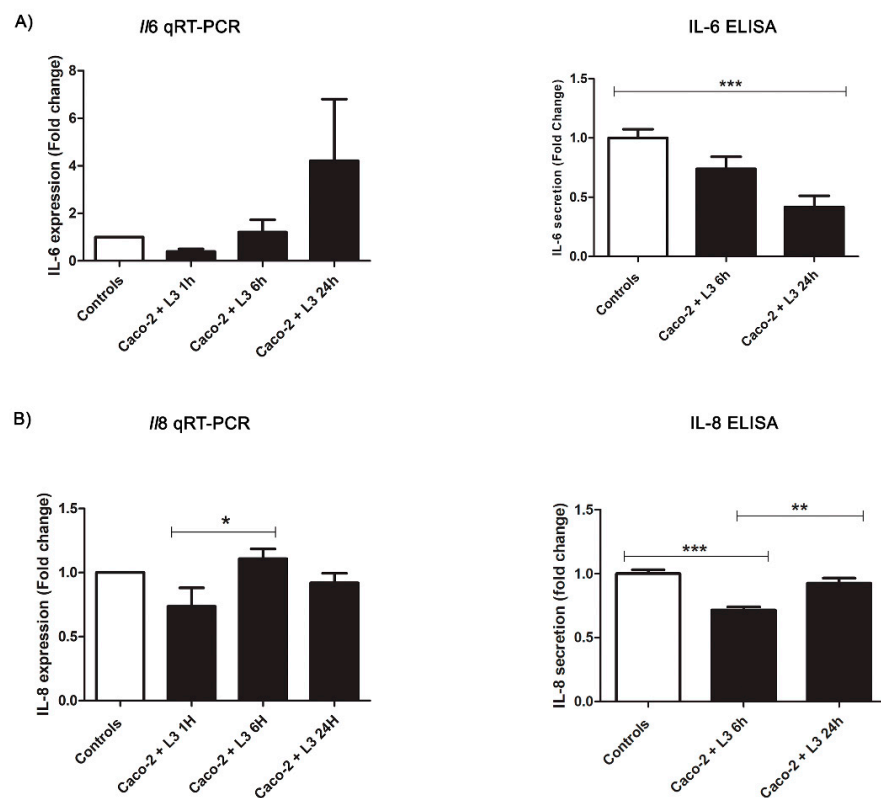 A)
Il6 qRT-PCR
IL-6 expression (Fold change)
8
6
4
2
0
Controls
Caco-2 + L3 1h
Caco-2 + L3 6h
Caco-2 + L3 24h
IL-6 ELISA
IL-6 secretion (Fold Change)
1.5
1.0
0.5
0.0
***
Controls
Caco-2 + L3 6h
Caco-2 + L3 24h
B)
Il8 qRT-PCR
IL-8 expression (Fold change)
1.5
1.0
0.5
0.0
*
Controls
Caco-2 + L3 1H
Caco-2 + L3 6H
Caco-2 + L3 24H
IL-8 ELISA
IL-8 secretion (fold change)
1.5
1.0
0.5
0.0
***
**
Controls
Caco-2 + L3 6h
Caco-2 + L3 24h